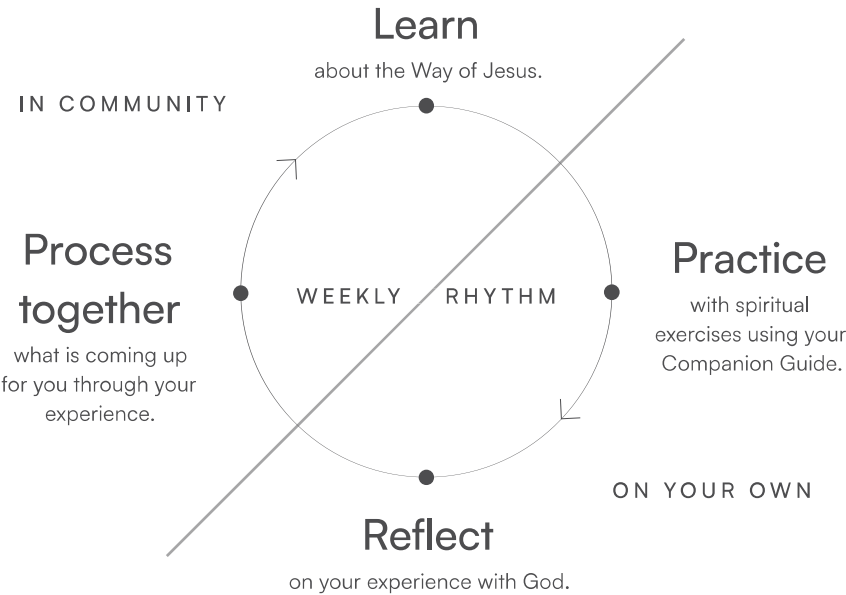 Learn
about the Way of Jesus.
IN COMMUNITY
Process
together
what is coming up
for you through your
experience.
WEEKLY RHYTHM
Practice
with spiritual
exercises using your
Companion Guide.
ON YOUR OWN
Reflect
on your experience with God.